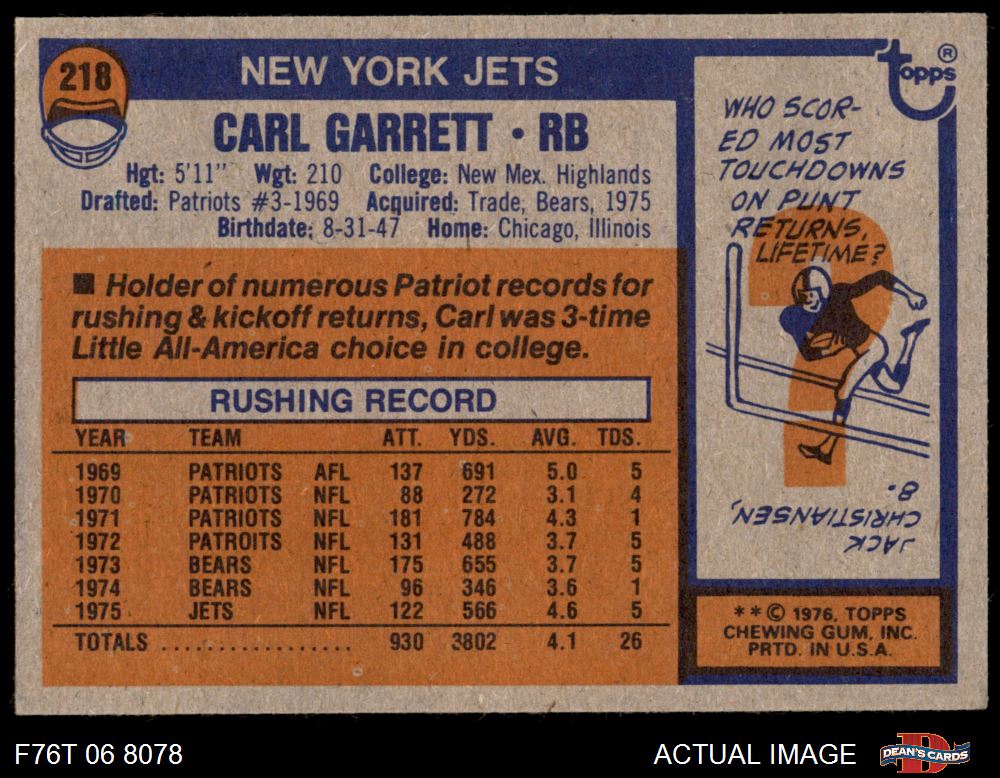 218
NEW YORK JETS
CARL GARRETT • RB
Hgt: 5'11" Wgt: 210 College: New Mex. Highlands
Drafted: Patriots #3-1969 Acquired: Trade, Bears, 1975
Birthdate: 8-31-47 Home: Chicago, Illinois
■ Holder of numerous Patriot records for
rushing & kickoff returns, Carl was 3-time
Little All-America choice in college.
RUSHING RECORD
YEAR TEAM ATT. YDS. AVG. TDS.
1969 PATRIOTS AFL 137 691 5.0 5
1970 PATRIOTS NFL 88 272 3.1 4
1971 PATRIOTS NFL 181 784 4.3 1
1972 PATROITS NFL 131 488 3.7 5
1973 BEARS NFL 175 655 3.7 5
1974 BEARS NFL 96 346 3.6 1
1975 JETS NFL 122 566 4.6 5
TOTALS ................. 930 3802 4.1 26
topps ®
WHO SCOR-
ED MOST
TOUCHDOWNS
ON PUNT
RETURNS,
LIFETIME?
?
JACK
CHRISTIANSEN,
8.
** © 1976, TOPPS
CHEWING GUM, INC.
PRTD. IN U.S.A.
F76T 06 8078
ACTUAL IMAGE
D
DEAN'S CARDS